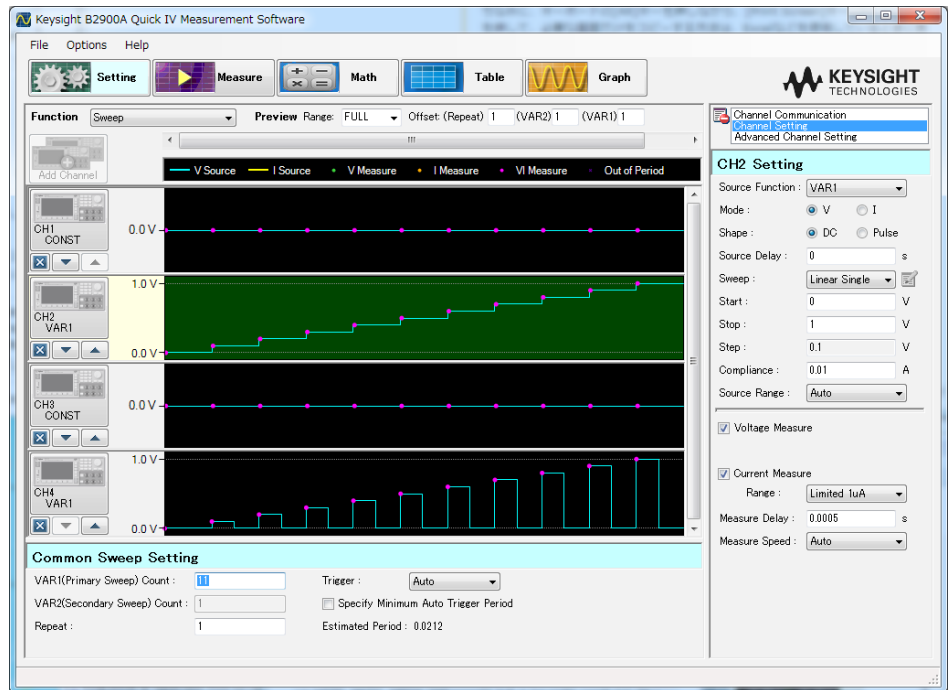 Keysight B2900A Quick IV Measurement Software
File Options Help
Setting Measure Math Table Graph
KEYSIGHT
TECHNOLOGIES
Function Sweep Preview Range: FULL Offset: (Repeat) 1 (VAR2) 1 (VAR1) 1
Add Channel
V Source I Source V Measure I Measure VI Measure Out of Period
CH1
CONST
0.0 V
CH2
VAR1
1.0 V
0.0 V
CH3
CONST
0.0 V
CH4
VAR1
1.0 V
0.0 V
Common Sweep Setting
VAR1(Primary Sweep) Count : 11
VAR2(Secondary Sweep) Count : 1
Repeat : 1
Trigger : Auto
Specify Minimum Auto Trigger Period
Estimated Period : 0.0212
Channel Communication
Channel Setting
Advanced Channel Setting
CH2 Setting
Source Function : VAR1
Mode : V I
Shape : DC Pulse
Source Delay : 0 s
Sweep : Linear Single
Start : 0 V
Stop : 1 V
Step : 0.1 V
Compliance : 0.01 A
Source Range : Auto
Voltage Measure
Current Measure
Range : Limited 1uA
Measure Delay : 0.0005 s
Measure Speed : Auto